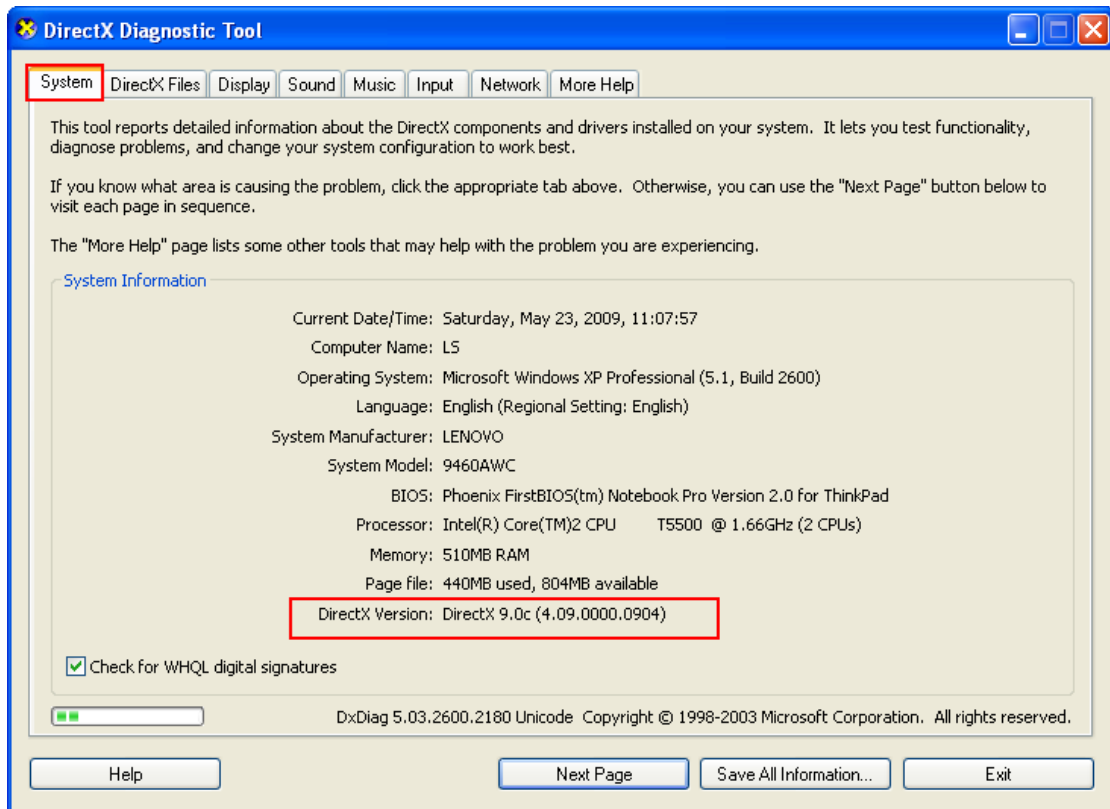 DirectX Diagnostic Tool
System DirectX Files Display Sound Music Input Network More Help
This tool reports detailed information about the DirectX components and drivers installed on your system.  It lets you test functionality,
diagnose problems, and change your system configuration to work best.
If you know what area is causing the problem, click the appropriate tab above.  Otherwise, you can use the "Next Page" button below to
visit each page in sequence.
The "More Help" page lists some other tools that may help with the problem you are experiencing.
System Information
Current Date/Time: Saturday, May 23, 2009, 11:07:57
Computer Name: LS
Operating System: Microsoft Windows XP Professional (5.1, Build 2600)
Language: English (Regional Setting: English)
System Manufacturer: LENOVO
System Model: 9460AWC
BIOS: Phoenix FirstBIOS(tm) Notebook Pro Version 2.0 for ThinkPad
Processor: Intel(R) Core(TM)2 CPU T5500 @ 1.66GHz (2 CPUs)
Memory: 510MB RAM
Page file: 440MB used, 804MB available
DirectX Version: DirectX 9.0c (4.09.0000.0904)
Check for WHQL digital signatures
DxDiag 5.03.2600.2180 Unicode  Copyright © 1998-2003 Microsoft Corporation.  All rights reserved.
Help Next Page Save All Information... Exit